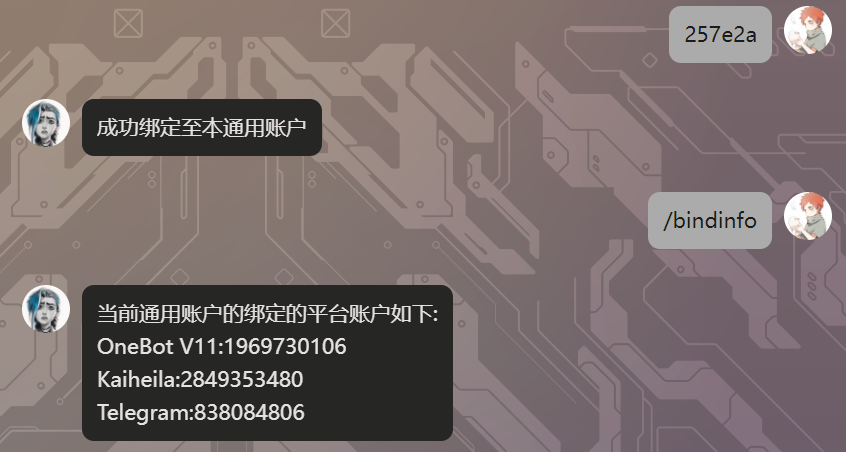 257e2a
成功绑定至本通用账户
/bindinfo
当前通用账户的绑定的平台账户如下:
OneBot V11:1969730106
Kaiheila:2849353480
Telegram:838084806